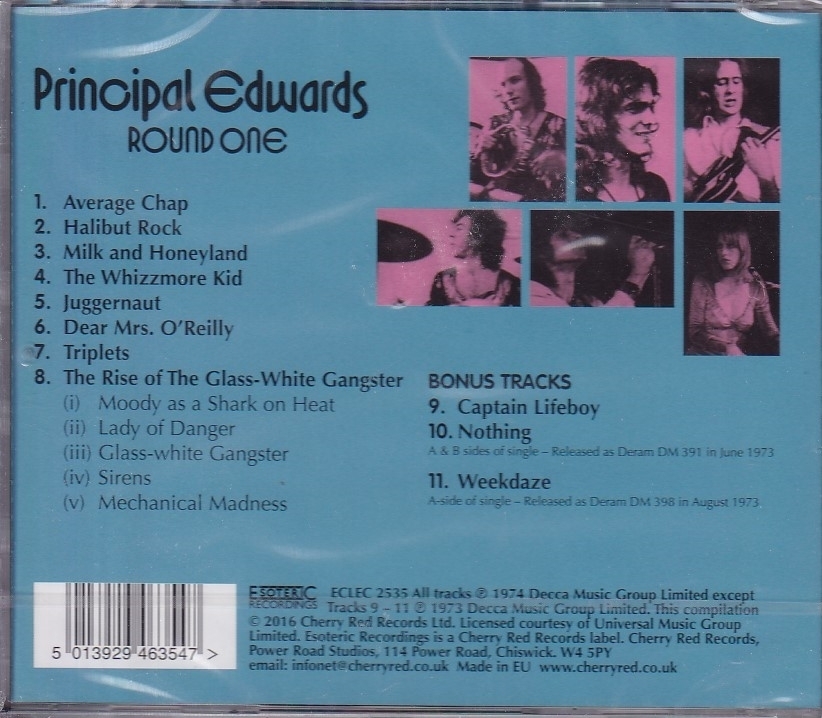 Principal Edwards
ROUND ONE
1. Average Chap
2. Halibut Rock
3. Milk and Honeyland
4. The Whizzmore Kid
5. Juggernaut
6. Dear Mrs. O'Reilly
7. Triplets
8. The Rise of The Glass-White Gangster
(i) Moody as a Shark on Heat
(ii) Lady of Danger
(iii) Glass-white Gangster
(iv) Sirens
(v) Mechanical Madness
BONUS TRACKS
9. Captain Lifeboy
10. Nothing
A & B sides of single – Released as Deram DM 391 in June 1973
11. Weekdaze
A-side of single – Released as Deram DM 398 in August 1973
5 013929 463547 >
ESOTERIC
RECORDINGS
ECLEC 2535 All tracks ℗ 1974 Decca Music Group Limited except
Tracks 9 – 11 ℗ 1973 Decca Music Group Limited. This compilation
© 2016 Cherry Red Records Ltd. Licensed courtesy of Universal Music Group
Limited. Esoteric Recordings is a Cherry Red Records label. Cherry Red Records,
Power Road Studios, 114 Power Road, Chiswick. W4 5PY
email: infonet@cherryred.co.uk Made in EU www.cherryred.co.uk